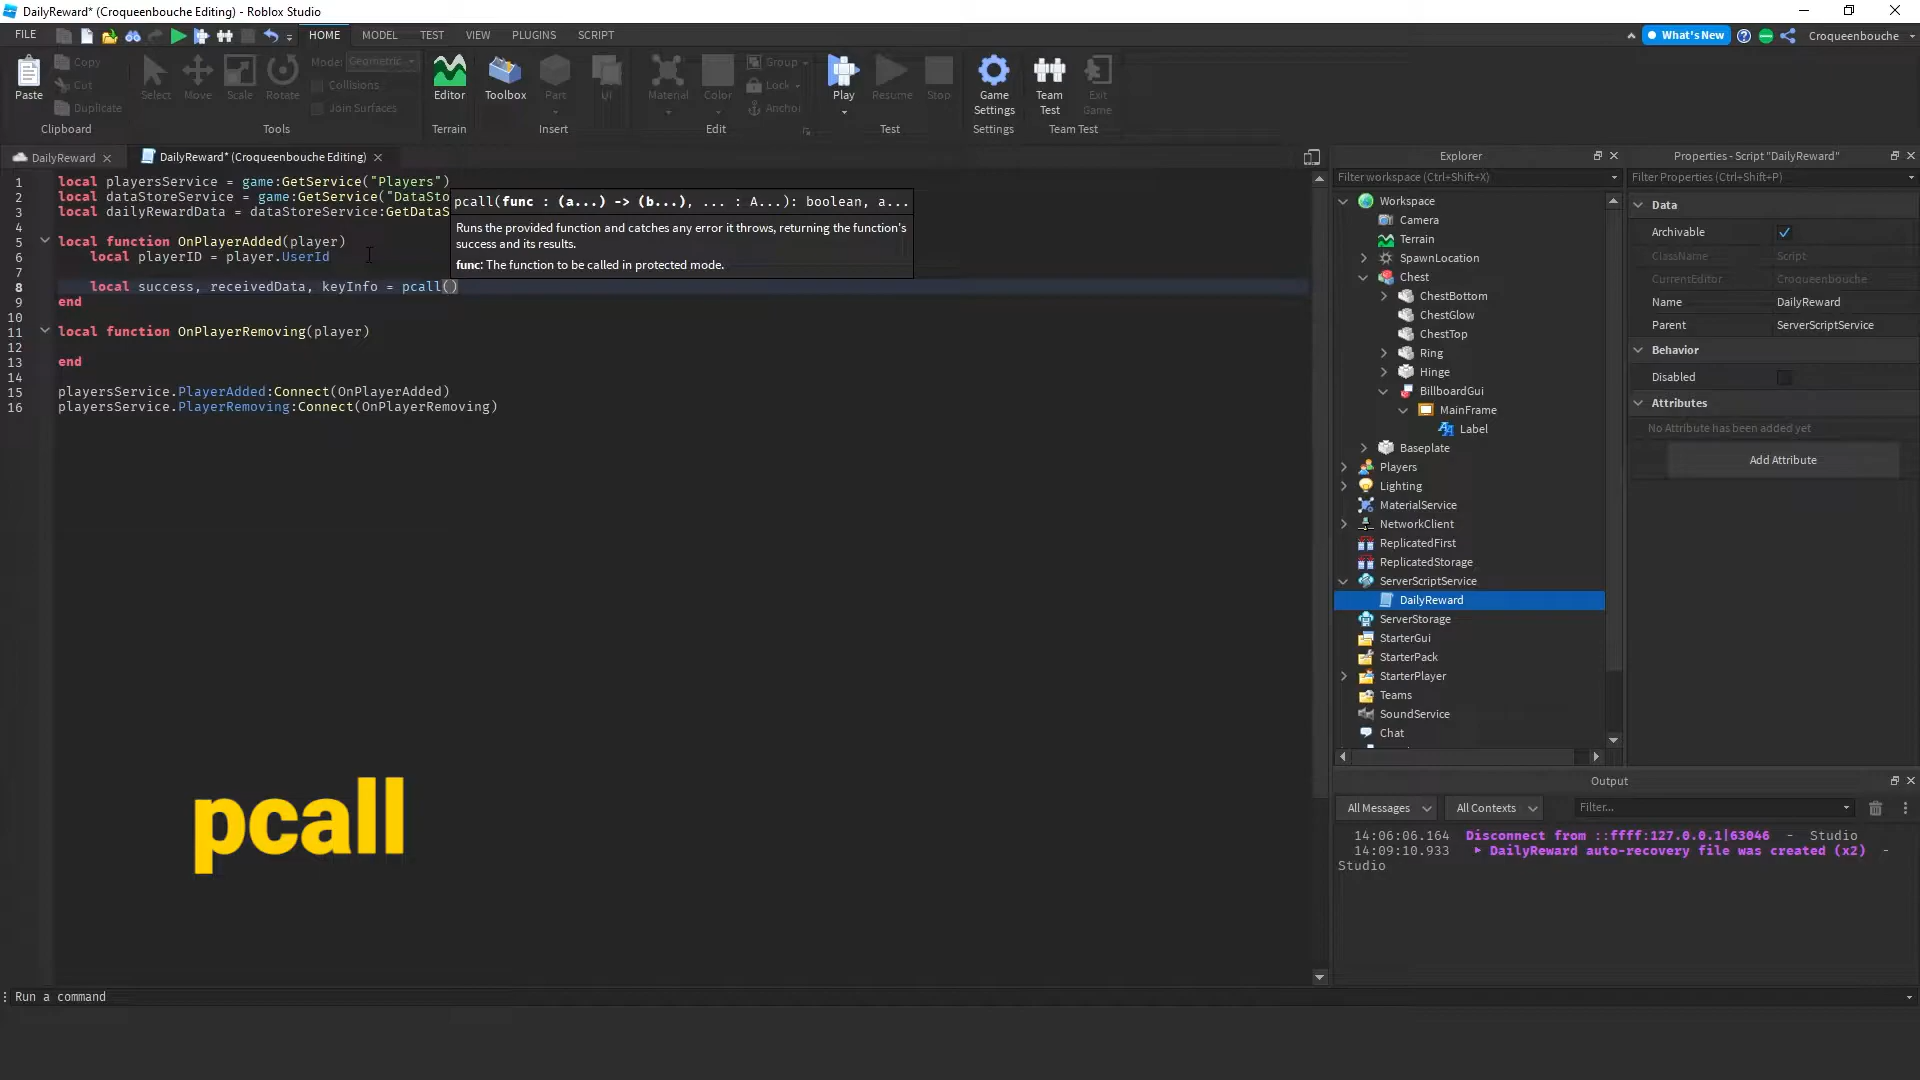 DailyReward* (Croqueenbouche Editing) - Roblox Studio
FILE HOME MODEL TEST VIEW PLUGINS SCRIPT What's New Croqueenbouche
Paste Copy Cut Duplicate Select Move Scale Rotate Mode: Geometric Collisions Join Surfaces Editor Toolbox Part UI Material Color Group Lock Anchor Play Resume Stop Game Settings Team Test Exit Game
Clipboard Tools Terrain Insert Edit Test Settings Team Test
DailyReward DailyReward* (Croqueenbouche Editing)
1 local playersService = game:GetService("Players")
2 local dataStoreService = game:GetService("DataSto
3 local dailyRewardData = dataStoreService:GetDataS
4
5 local function OnPlayerAdded(player)
6 local playerID = player.UserId
7
8 local success, receivedData, keyInfo = pcall()
9 end
10
11 local function OnPlayerRemoving(player)
12
13 end
14
15 playersService.PlayerAdded:Connect(OnPlayerAdded)
16 playersService.PlayerRemoving:Connect(OnPlayerRemoving)
pcall(func : (a...) -> (b...), ... : A...): boolean, a...
Runs the provided function and catches any error it throws, returning the function's
success and its results.
func: The function to be called in protected mode.
pcall
Explorer
Filter workspace (Ctrl+Shift+X)
Workspace
Camera
Terrain
SpawnLocation
Chest
ChestBottom
ChestGlow
ChestTop
Ring
Hinge
BillboardGui
MainFrame
Label
Baseplate
Players
Lighting
MaterialService
NetworkClient
ReplicatedFirst
ReplicatedStorage
ServerScriptService
DailyReward
ServerStorage
StarterGui
StarterPack
StarterPlayer
Teams
SoundService
Chat
Properties - Script "DailyReward"
Filter Properties (Ctrl+Shift+P)
Data
Archivable
ClassName Script
CurrentEditor Croqueenbouche
Name DailyReward
Parent ServerScriptService
Behavior
Disabled
Attributes
No Attribute has been added yet
Add Attribute
Output
All Messages All Contexts Filter...
14:06:06.164 Disconnect from ::ffff:127.0.0.1|63046 - Studio
14:09:10.933 DailyReward auto-recovery file was created (x2) -
Studio
Run a command